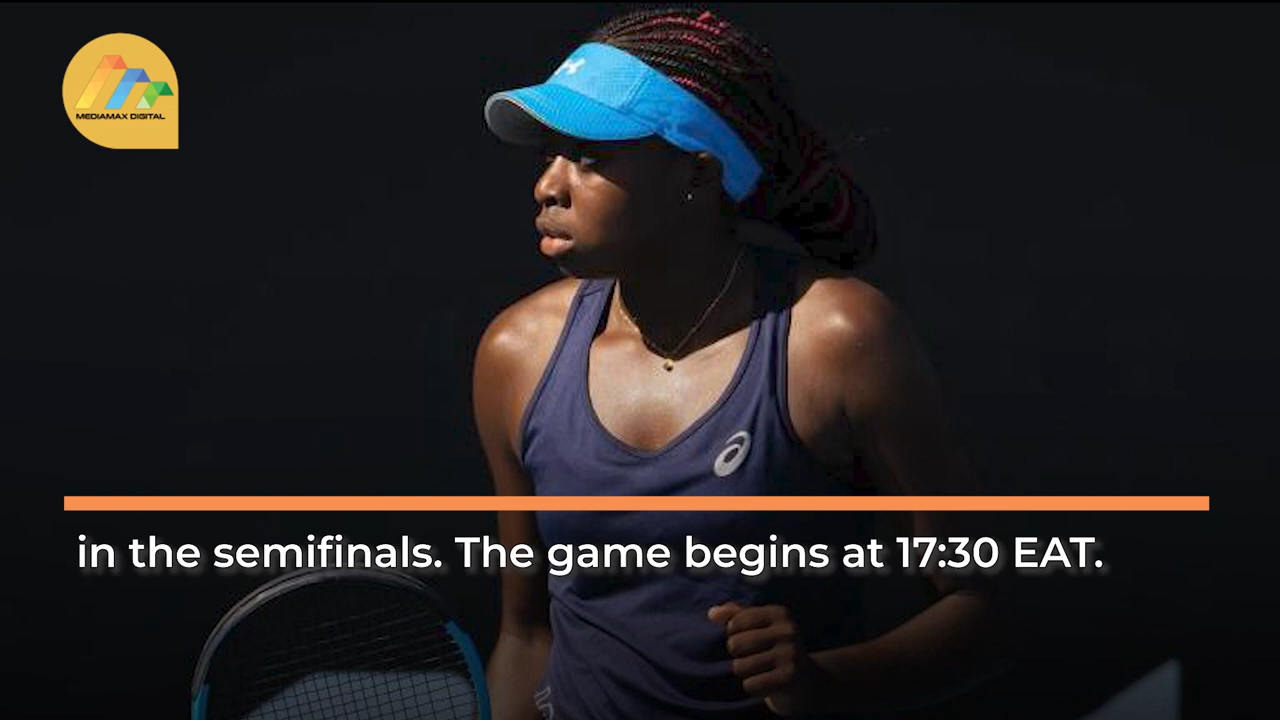 MEDIAMAX DIGITAL
in the semifinals. The game begins at 17:30 EAT.